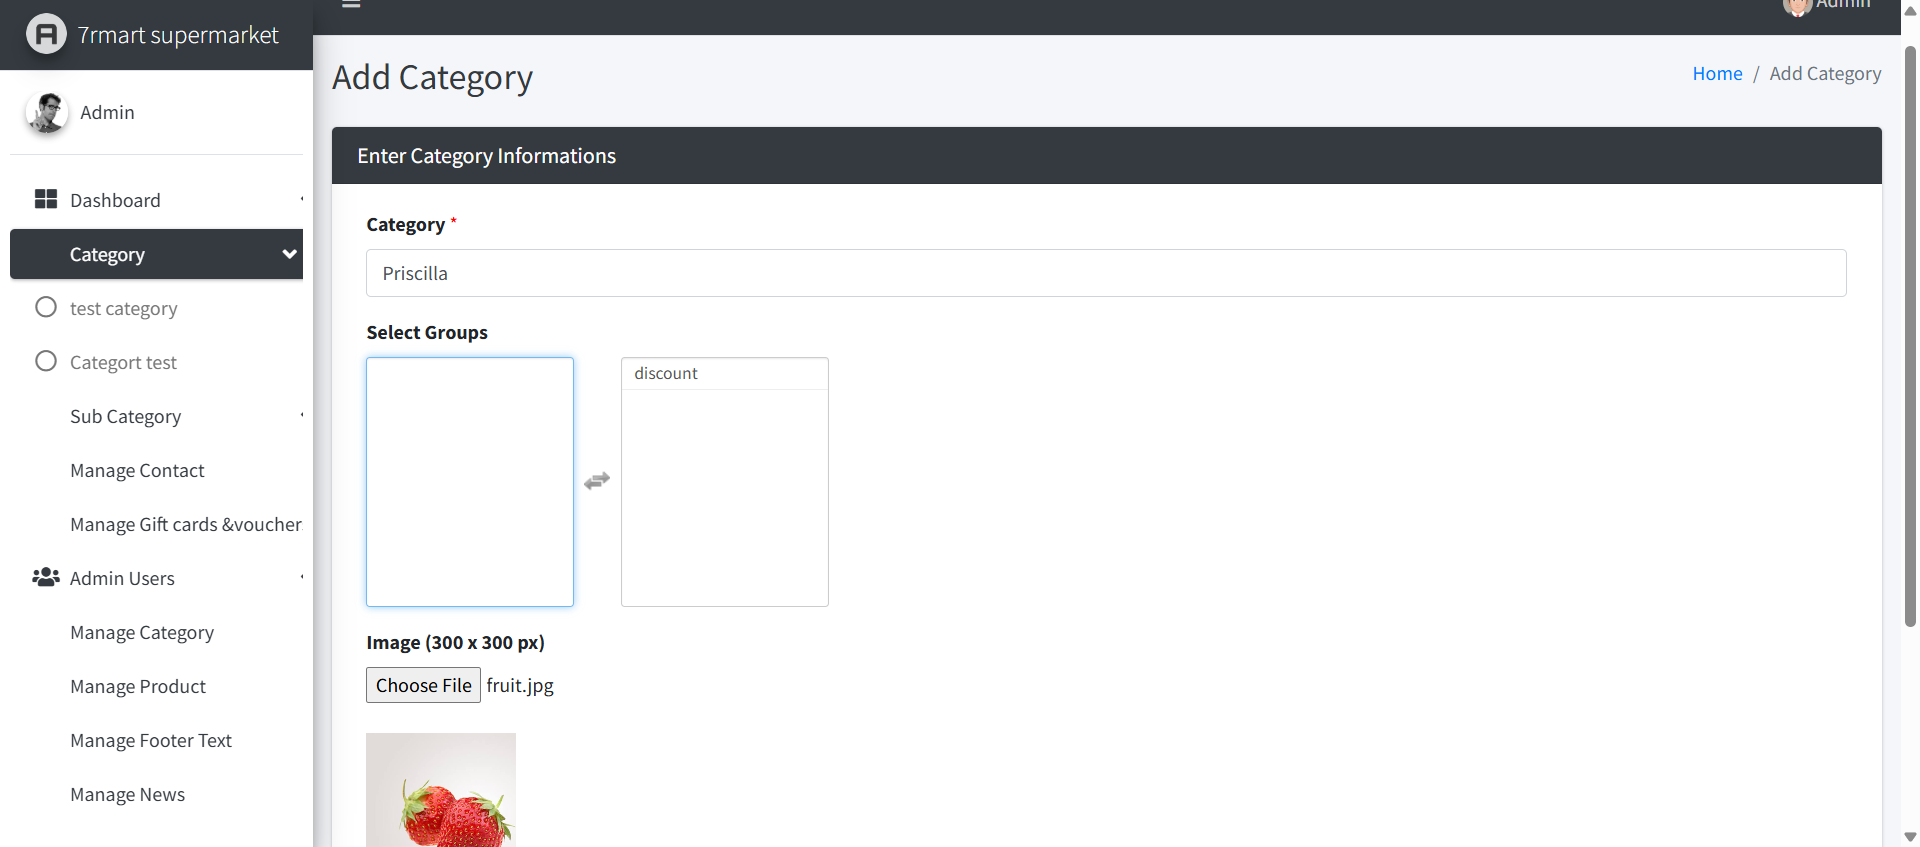 7rmart supermarket
Admin
Admin
Dashboard
Category
test category
Categort test
Sub Category
Manage Contact
Manage Gift cards &voucher
Admin Users
Manage Category
Manage Product
Manage Footer Text
Manage News
Add Category
Home / Add Category
Enter Category Informations
Category *
Priscilla
Select Groups
discount
Image (300 x 300 px)
Choose File fruit.jpg